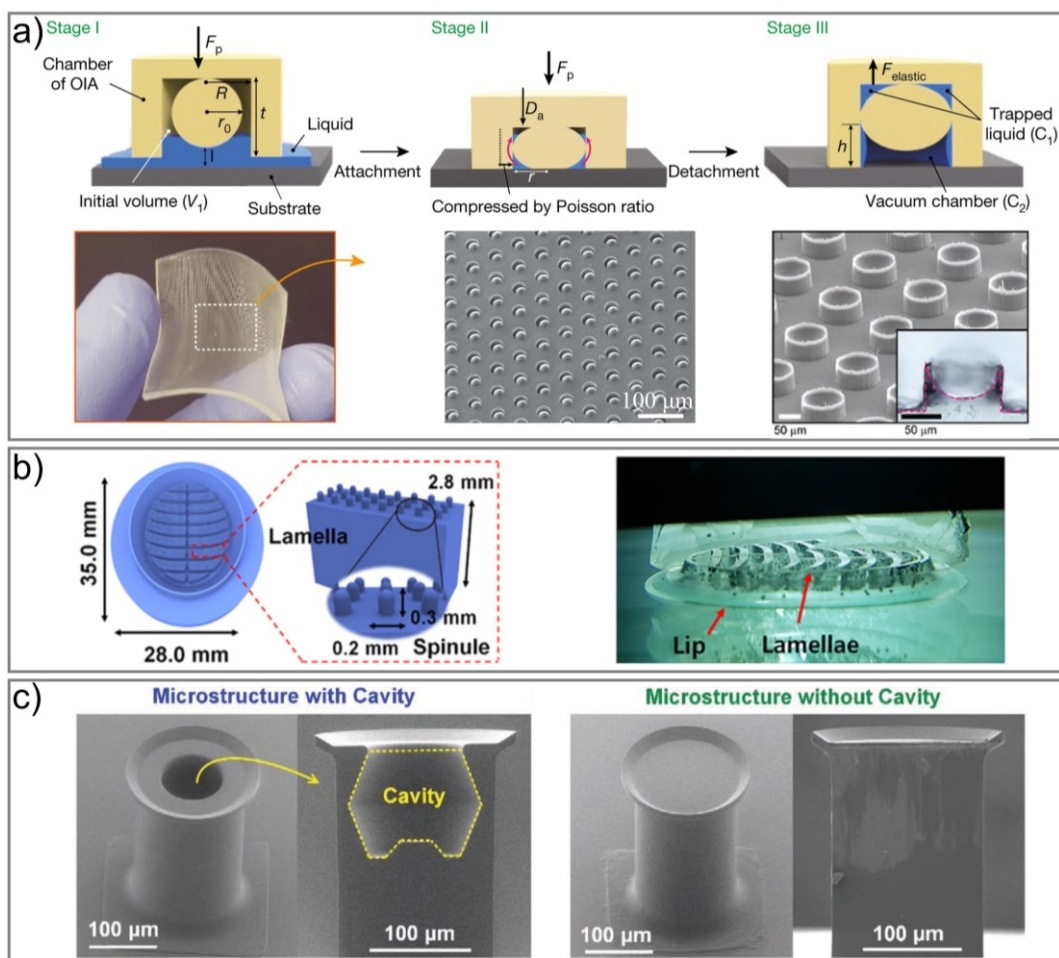 a)
Stage I
Stage II
Stage III
Fp
Fp
Felastic
Chamber
of OIA
R
r0
t
Liquid
l
Da
r
h
Trapped
liquid (C1)
Attachment
Detachment
Initial volume (V1)
Substrate
Compressed by Poisson ratio
Vacuum chamber (C2)
100 μm
50 μm
50 μm
b)
35.0 mm
28.0 mm
Lamella
2.8 mm
0.3 mm
0.2 mm
Spinule
Lip
Lamellae
c)
Microstructure with Cavity
Microstructure without Cavity
Cavity
100 μm
100 μm
100 μm
100 μm